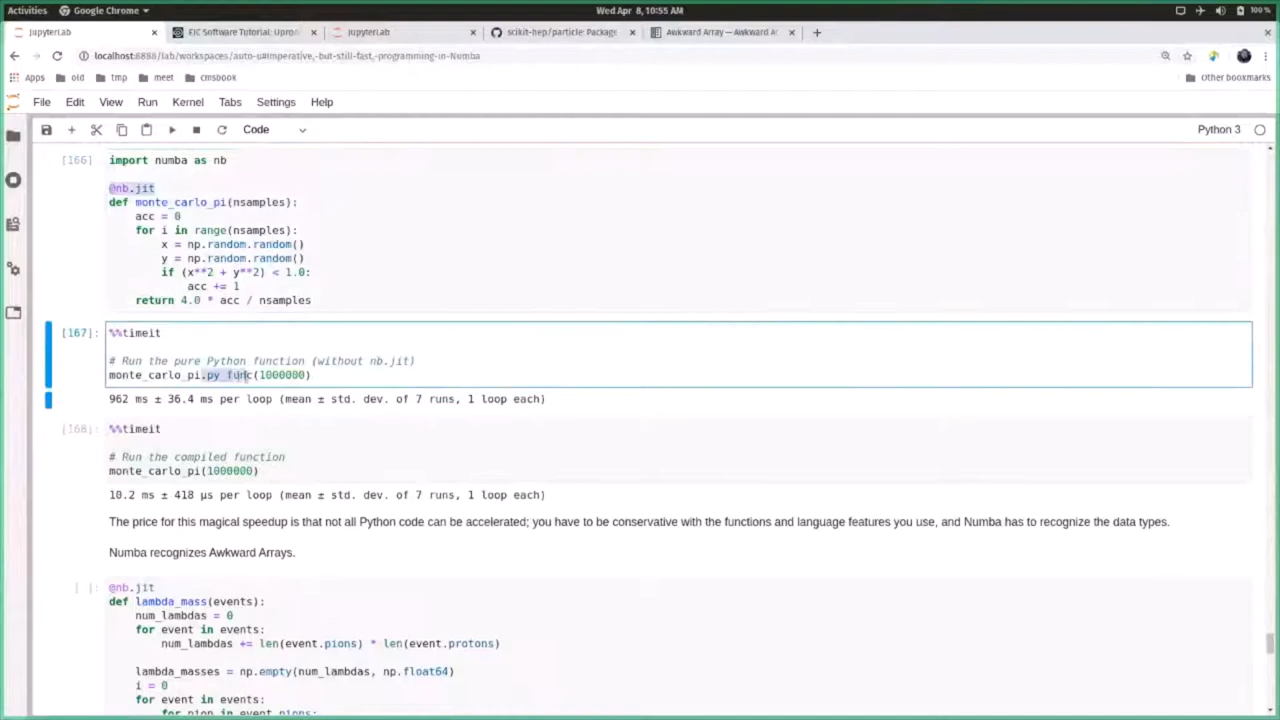 Activities Google Chrome Wed Apr 8, 10:55 AM 100 %
JupyterLab EIC Software Tutorial: Upro JupyterLab scikit-hep/particle: Package Awkward Array — Awkward Ar
localhost:8888/lab/workspaces/auto-u#Imperative,-but-still-fast,-programming-in-Numba
Apps old tmp meet cmsbook Other bookmarks
File Edit View Run Kernel Tabs Settings Help
Code Python 3
[166] import numba as nb
@nb.jit
def monte_carlo_pi(nsamples):
acc = 0
for i in range(nsamples):
x = np.random.random()
y = np.random.random()
if (x**2 + y**2) < 1.0:
acc += 1
return 4.0 * acc / nsamples
[167]: %%timeit
# Run the pure Python function (without nb.jit)
monte_carlo_pi.py_func(1000000)
962 ms ± 36.4 ms per loop (mean ± std. dev. of 7 runs, 1 loop each)
[168]: %%timeit
# Run the compiled function
monte_carlo_pi(1000000)
10.2 ms ± 418 µs per loop (mean ± std. dev. of 7 runs, 1 loop each)
The price for this magical speedup is that not all Python code can be accelerated; you have to be conservative with the functions and language features you use, and Numba has to recognize the data types.
Numba recognizes Awkward Arrays.
[ ]: @nb.jit
def lambda_mass(events):
num_lambdas = 0
for event in events:
num_lambdas += len(event.pions) * len(event.protons)
lambda_masses = np.empty(num_lambdas, np.float64)
i = 0
for event in events:
for pion in event.pions: